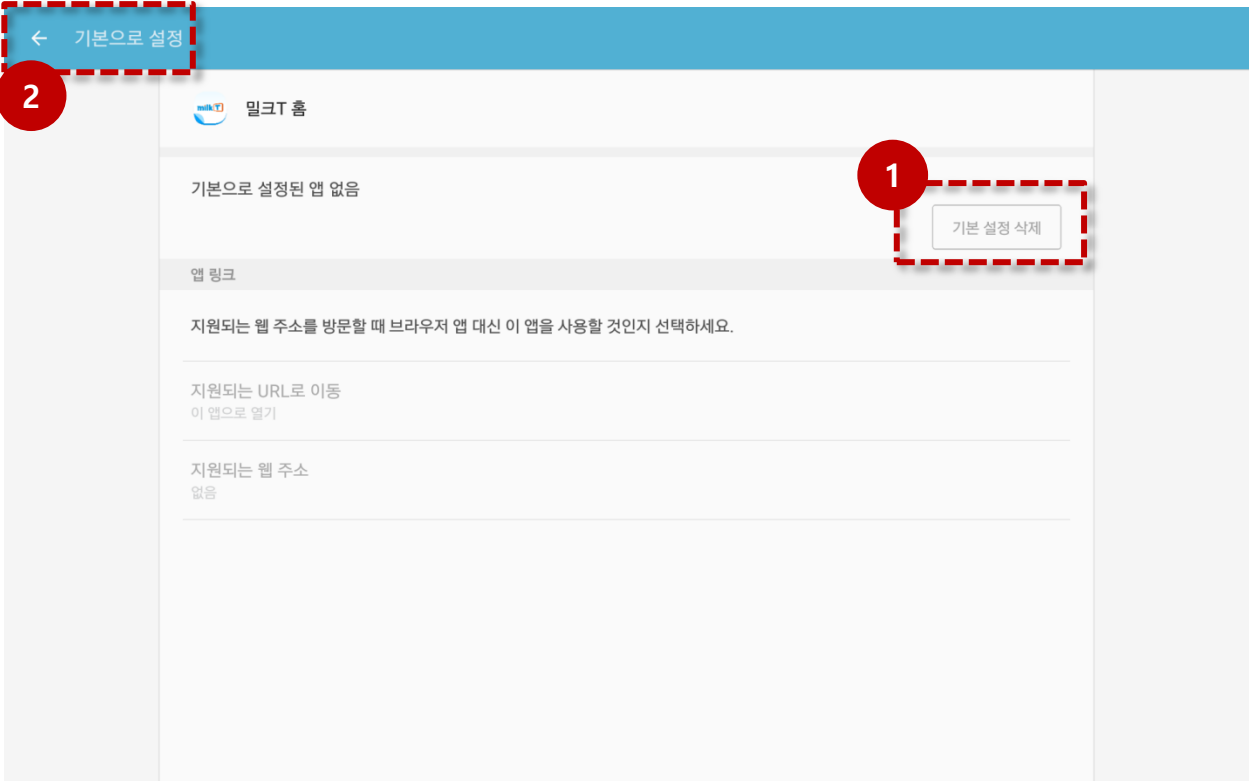 기본으로 설정
2
milkT 밀크T 홈
1
기본으로 설정된 앱 없음
기본 설정 삭제
앱 링크
지원되는 웹 주소를 방문할 때 브라우저 앱 대신 이 앱을 사용할 것인지 선택하세요.
지원되는 URL로 이동
이 앱으로 열기
지원되는 웹 주소
없음